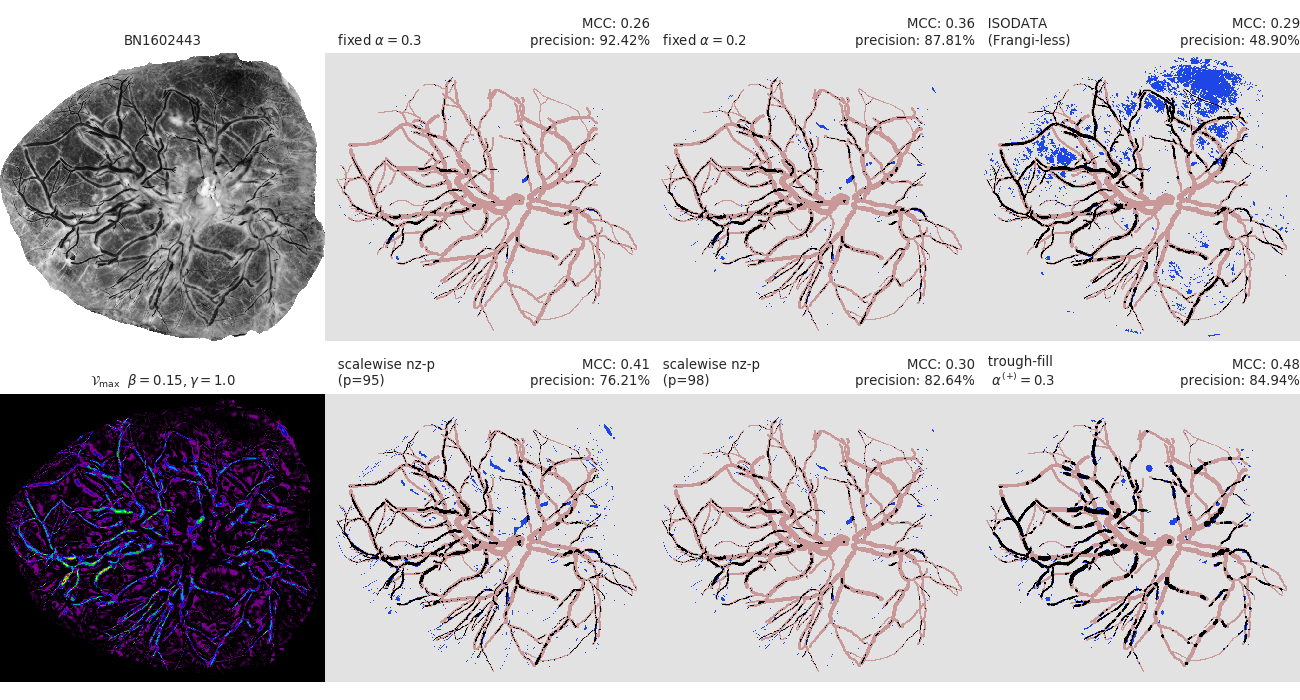 BN1602443
fixed α = 0.3
MCC: 0.26
precision: 92.42%
fixed α = 0.2
MCC: 0.36
precision: 87.81%
ISODATA
(Frangi-less)
MCC: 0.29
precision: 48.90%
𝒱max β = 0.15, γ = 1.0
scalewise nz-p
(p=95)
MCC: 0.41
precision: 76.21%
scalewise nz-p
(p=98)
MCC: 0.30
precision: 82.64%
trough-fill
α(+) = 0.3
MCC: 0.48
precision: 84.94%